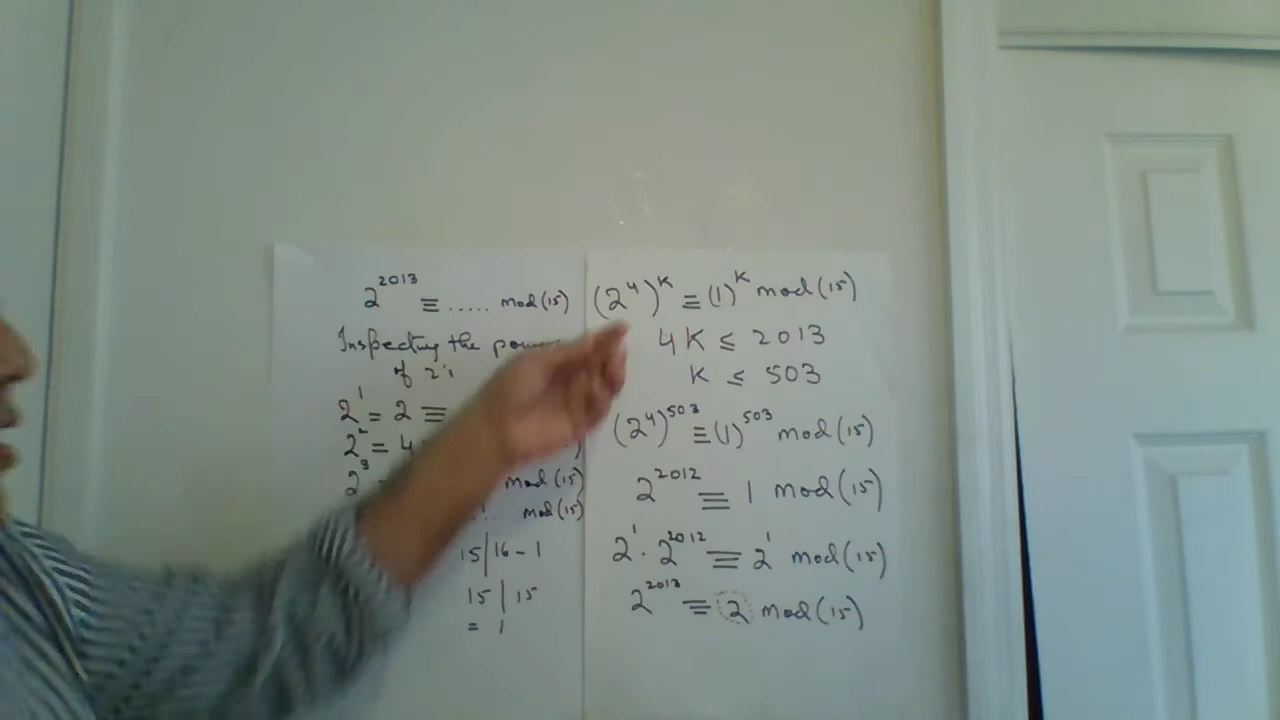 2^2013 ≡ ..... mod(15)
Inspecting the
of 2's
2^1 = 2 ≡
2^2 = 4
2^3 =
mod(15)
mod(15)
15|16-1
15|15
= 1
(2^4)^K ≡ (1)^K mod(15)
4K ≤ 2013
K ≤ 503
(2^4)^503 ≡ (1)^503 mod(15)
2^2012 ≡ 1 mod(15)
2^1 · 2^2012 ≡ 2^1 mod(15)
2^2013 ≡ 2 mod(15)